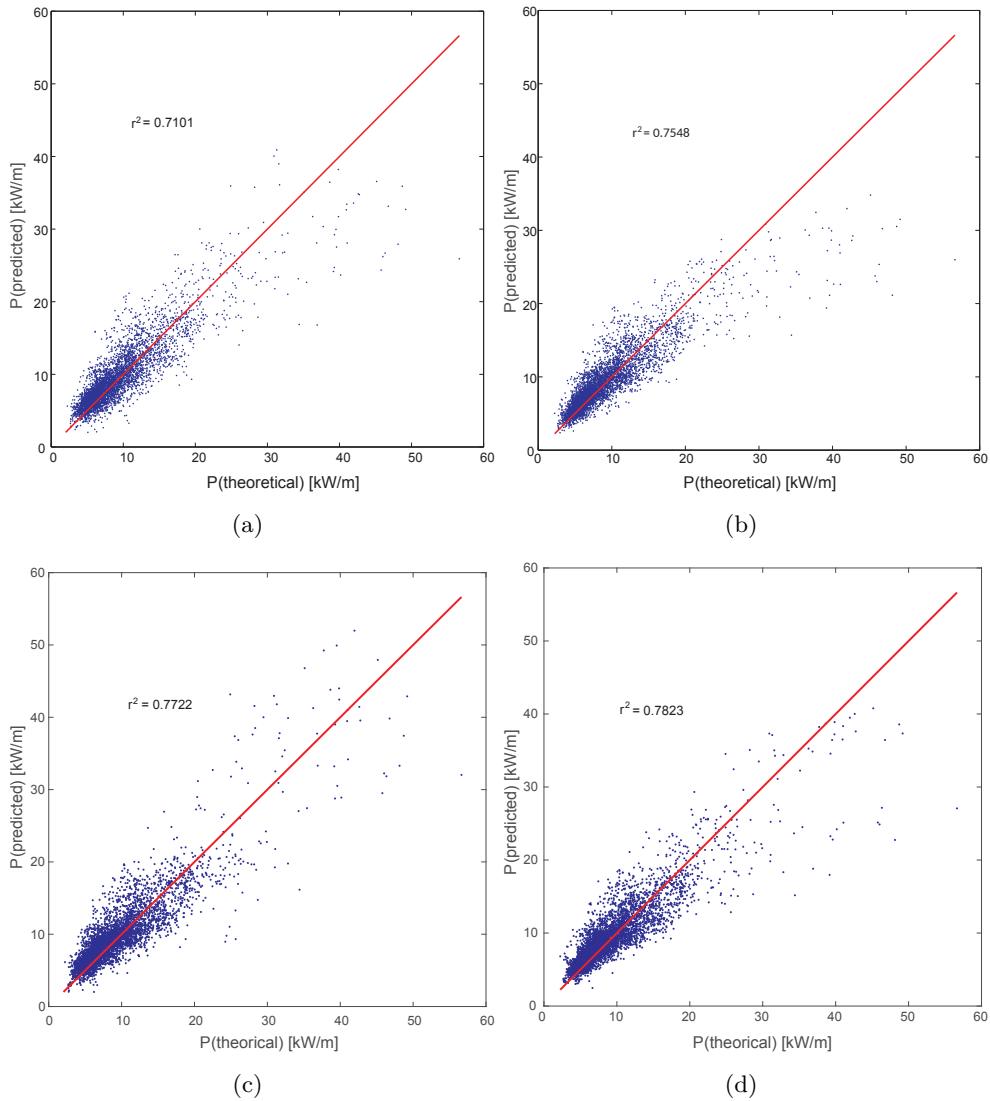 60
50
40
30
20
10
0
P(predicted) [kW/m]
r² = 0.7101
0 10 20 30 40 50 60
P(theoretical) [kW/m]
(a)
60
50
40
30
20
10
0
P(predicted) [kW/m]
r² = 0.7548
0 10 20 30 40 50 60
P(theoretical) [kW/m]
(b)
60
50
40
30
20
10
0
P(predicted) [kW/m]
r² = 0.7722
0 10 20 30 40 50 60
P(theorical) [kW/m]
(c)
60
50
40
30
20
10
0
P(predicted) [kW/m]
r² = 0.7823
0 10 20 30 40 50 60
P(theorical) [kW/m]
(d)